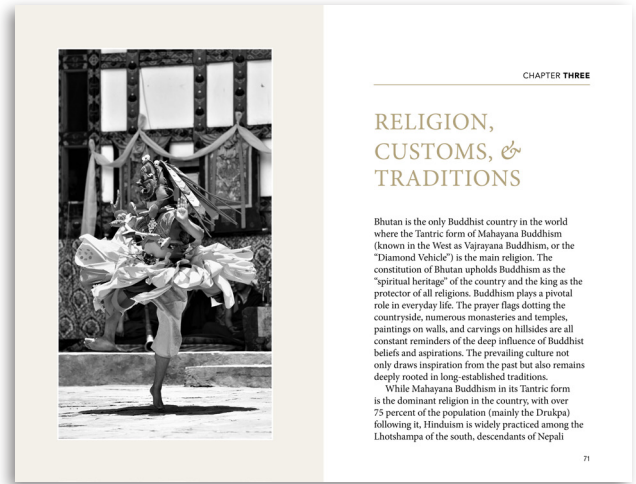 CHAPTER THREE
RELIGION,
CUSTOMS, &
TRADITIONS
Bhutan is the only Buddhist country in the world
where the Tantric form of Mahayana Buddhism
(known in the West as Vajrayana Buddhism, or the
“Diamond Vehicle”) is the main religion. The
constitution of Bhutan upholds Buddhism as the
“spiritual heritage” of the country and the king as the
protector of all religions. Buddhism plays a pivotal
role in everyday life. The prayer flags dotting the
countryside, numerous monasteries and temples,
paintings on walls, and carvings on hillsides are all
constant reminders of the deep influence of Buddhist
beliefs and aspirations. The prevailing culture not
only draws inspiration from the past but also remains
deeply rooted in long-established traditions.
While Mahayana Buddhism in its Tantric form
is the dominant religion in the country, with over
75 percent of the population (mainly the Drukpa)
following it, Hinduism is widely practiced among the
Lhotshampa of the south, descendants of Nepali
71